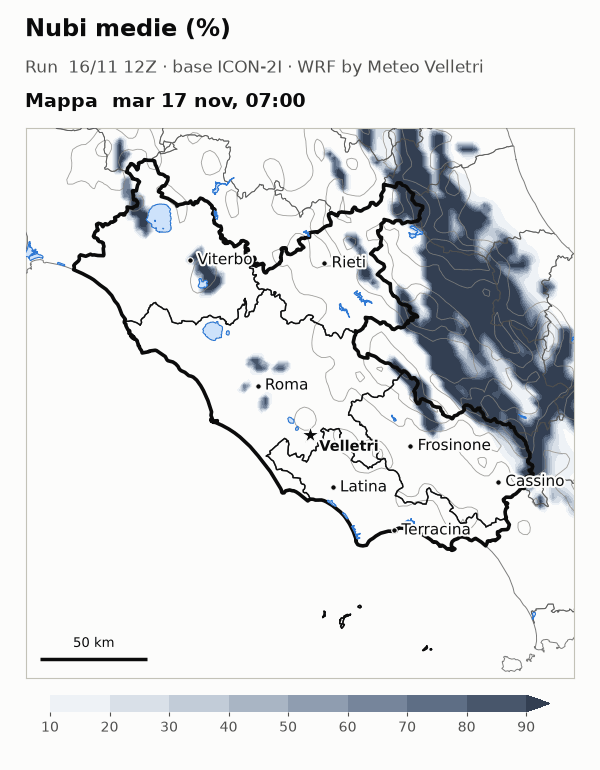 Nubi medie (%)
Run  16/11 12Z · base ICON-2I · WRF by Meteo Velletri
Mappa  mar 17 nov, 07:00
Viterbo
Rieti
Roma
Velletri
Frosinone
Cassino
Latina
Terracina
50 km
10 20 30 40 50 60 70 80 90